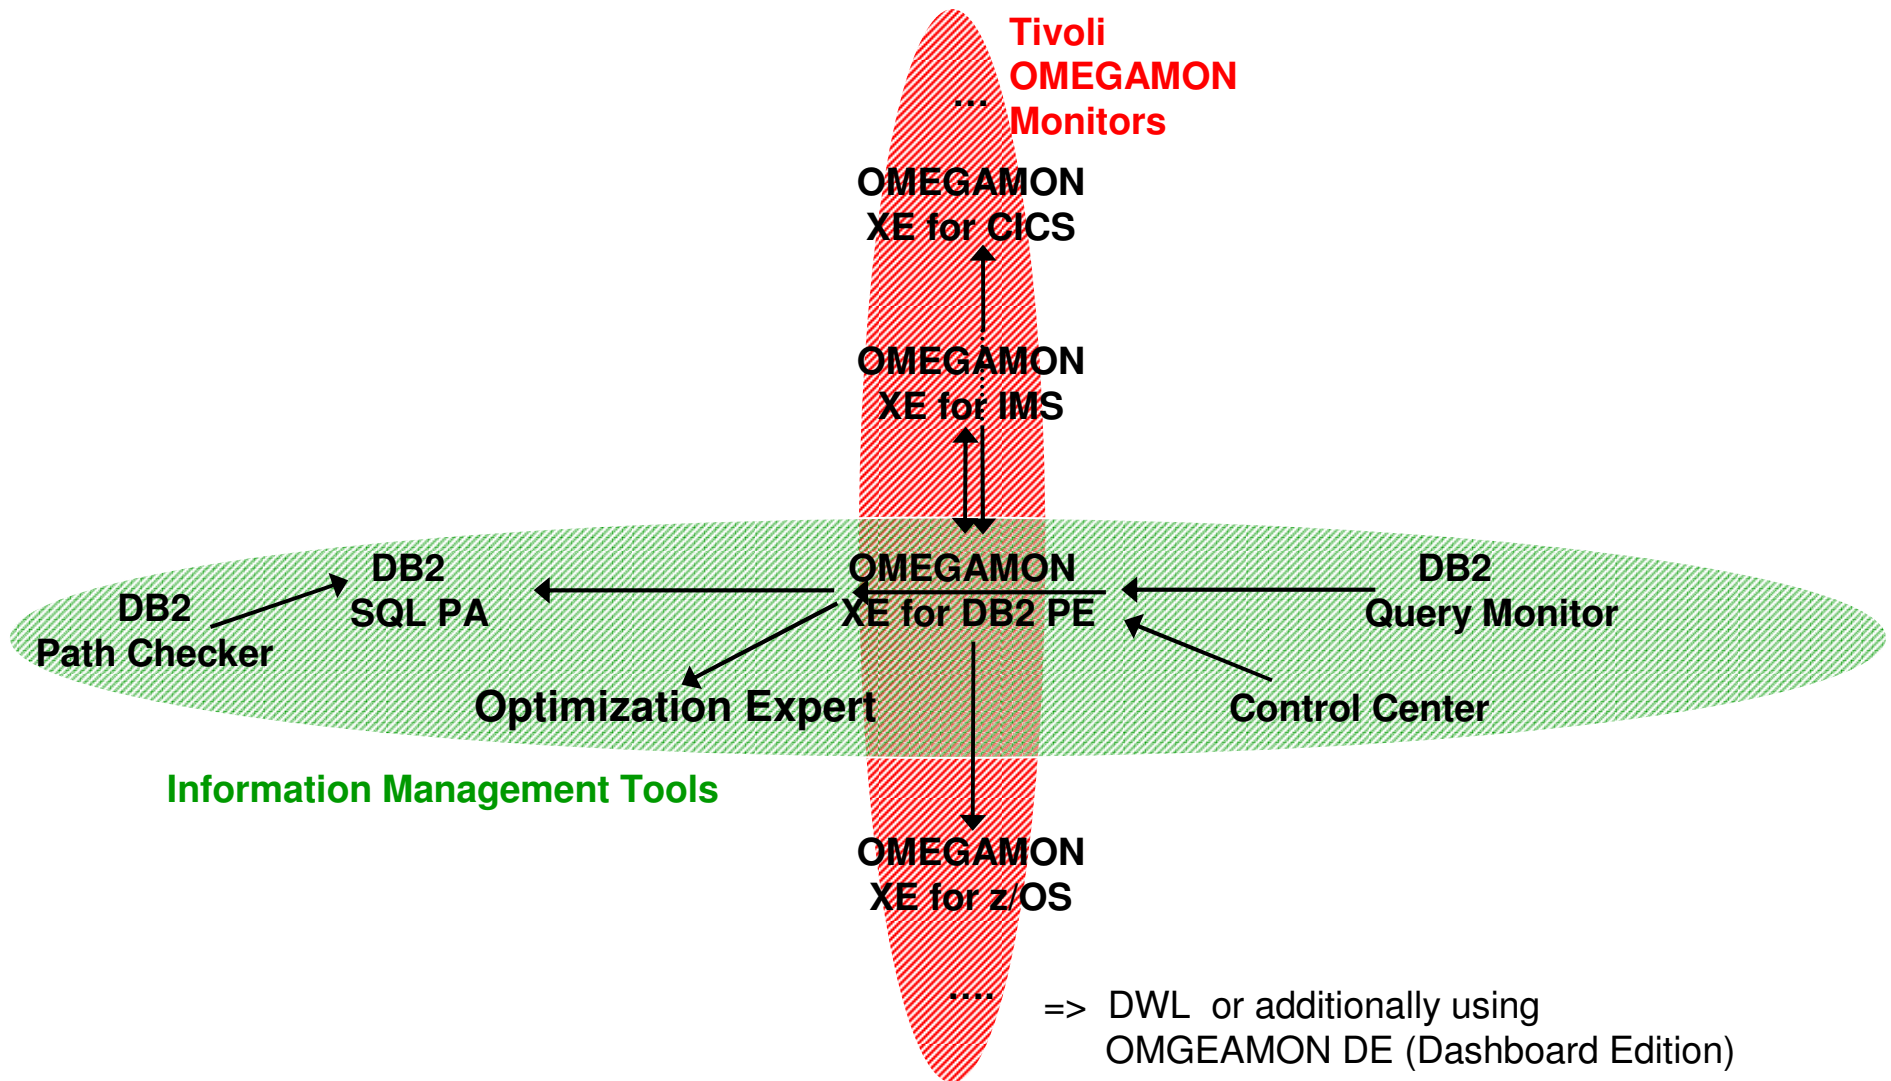 Tivoli
OMEGAMON
Monitors
...
OMEGAMON
XE for CICS
OMEGAMON
XE for IMS
DB2
Path Checker
DB2
SQL PA
OMEGAMON
XE for DB2 PE
DB2
Query Monitor
Optimization Expert
Control Center
Information Management Tools
OMEGAMON
XE for z/OS
....
=> DWL or additionally using
OMGEAMON DE (Dashboard Edition)